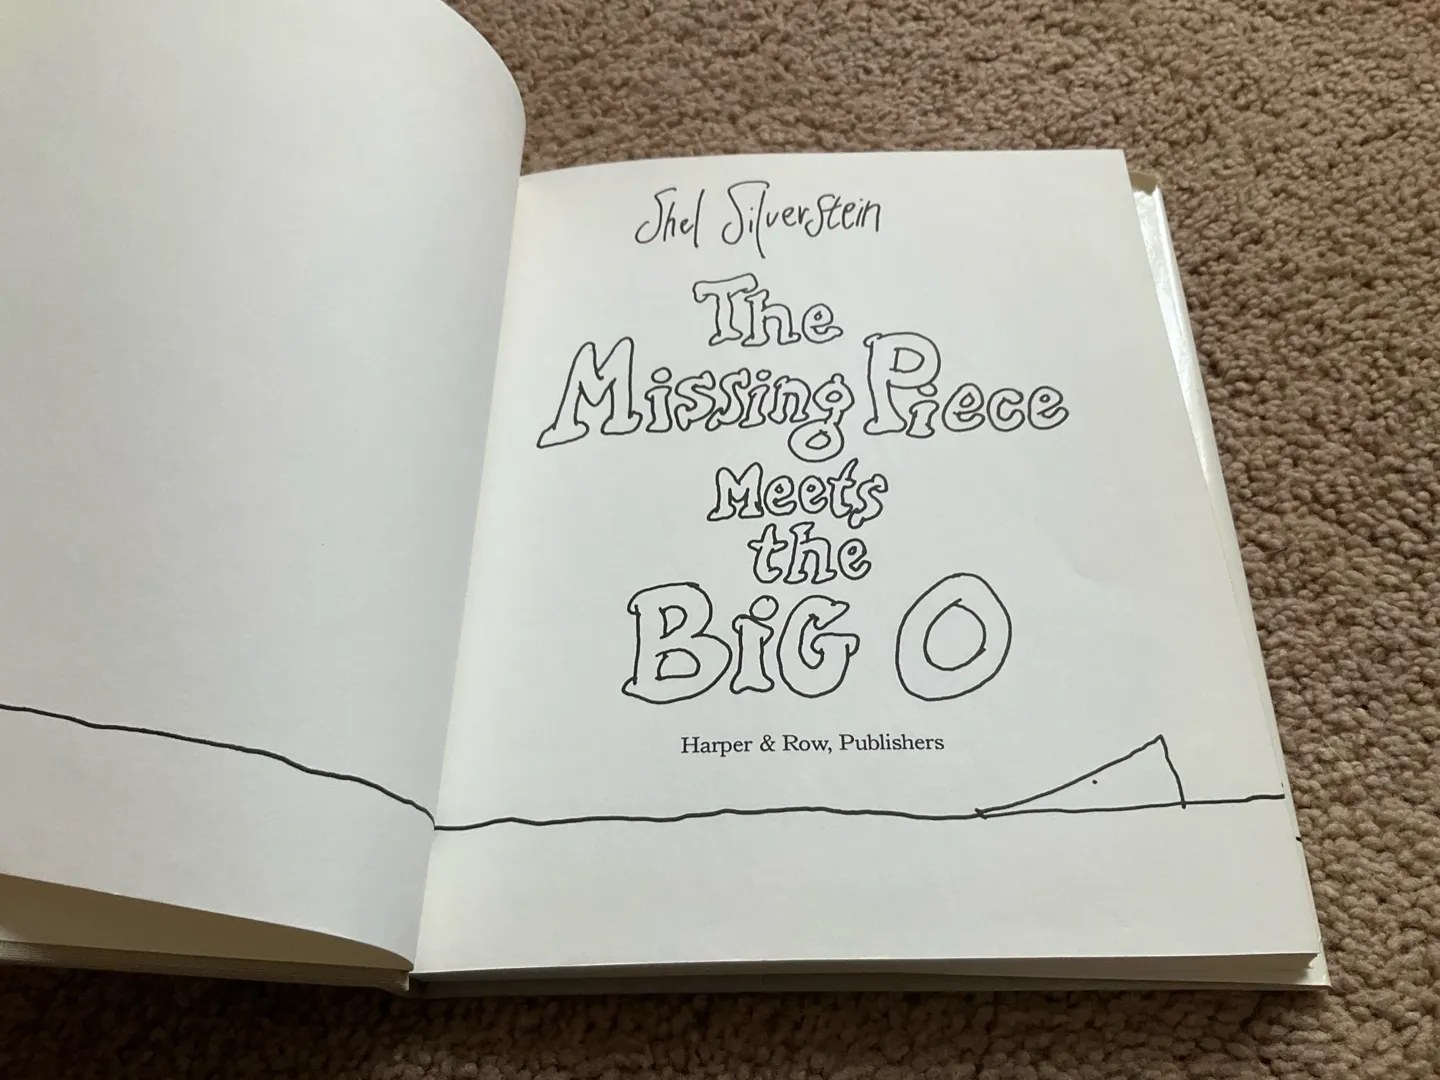 Shel Silverstein
The
Missing Piece
Meets
the
BiG O
Harper & Row, Publishers